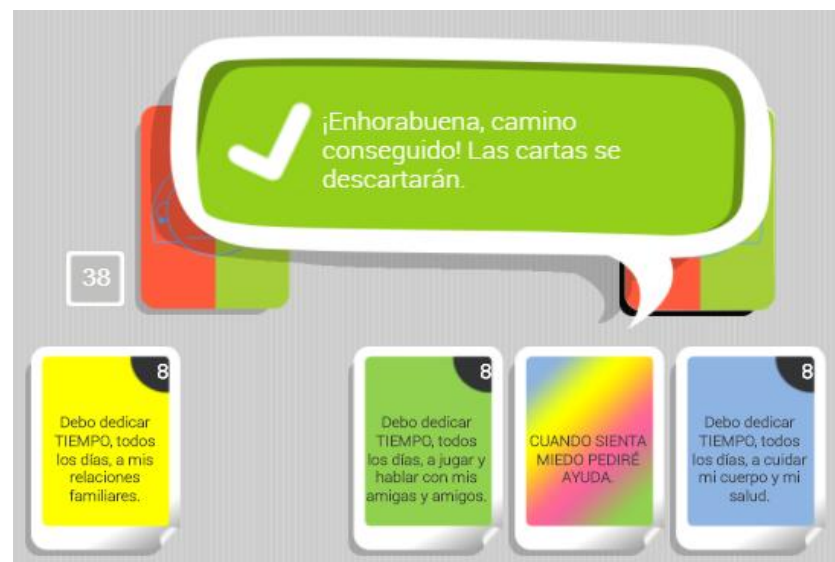 ¡Enhorabuena, camino
conseguido! Las cartas se
descartarán.
38
8
Debo dedicar
TIEMPO, todos
los días, a mis
relaciones
familiares.
8
Debo dedicar
TIEMPO, todos
los días, a jugar y
hablar con mis
amigas y amigos.
CUANDO SIENTA
MIEDO PEDIRÉ
AYUDA.
8
Debo dedicar
TIEMPO, todos
los días, a cuidar
mi cuerpo y mi
salud.